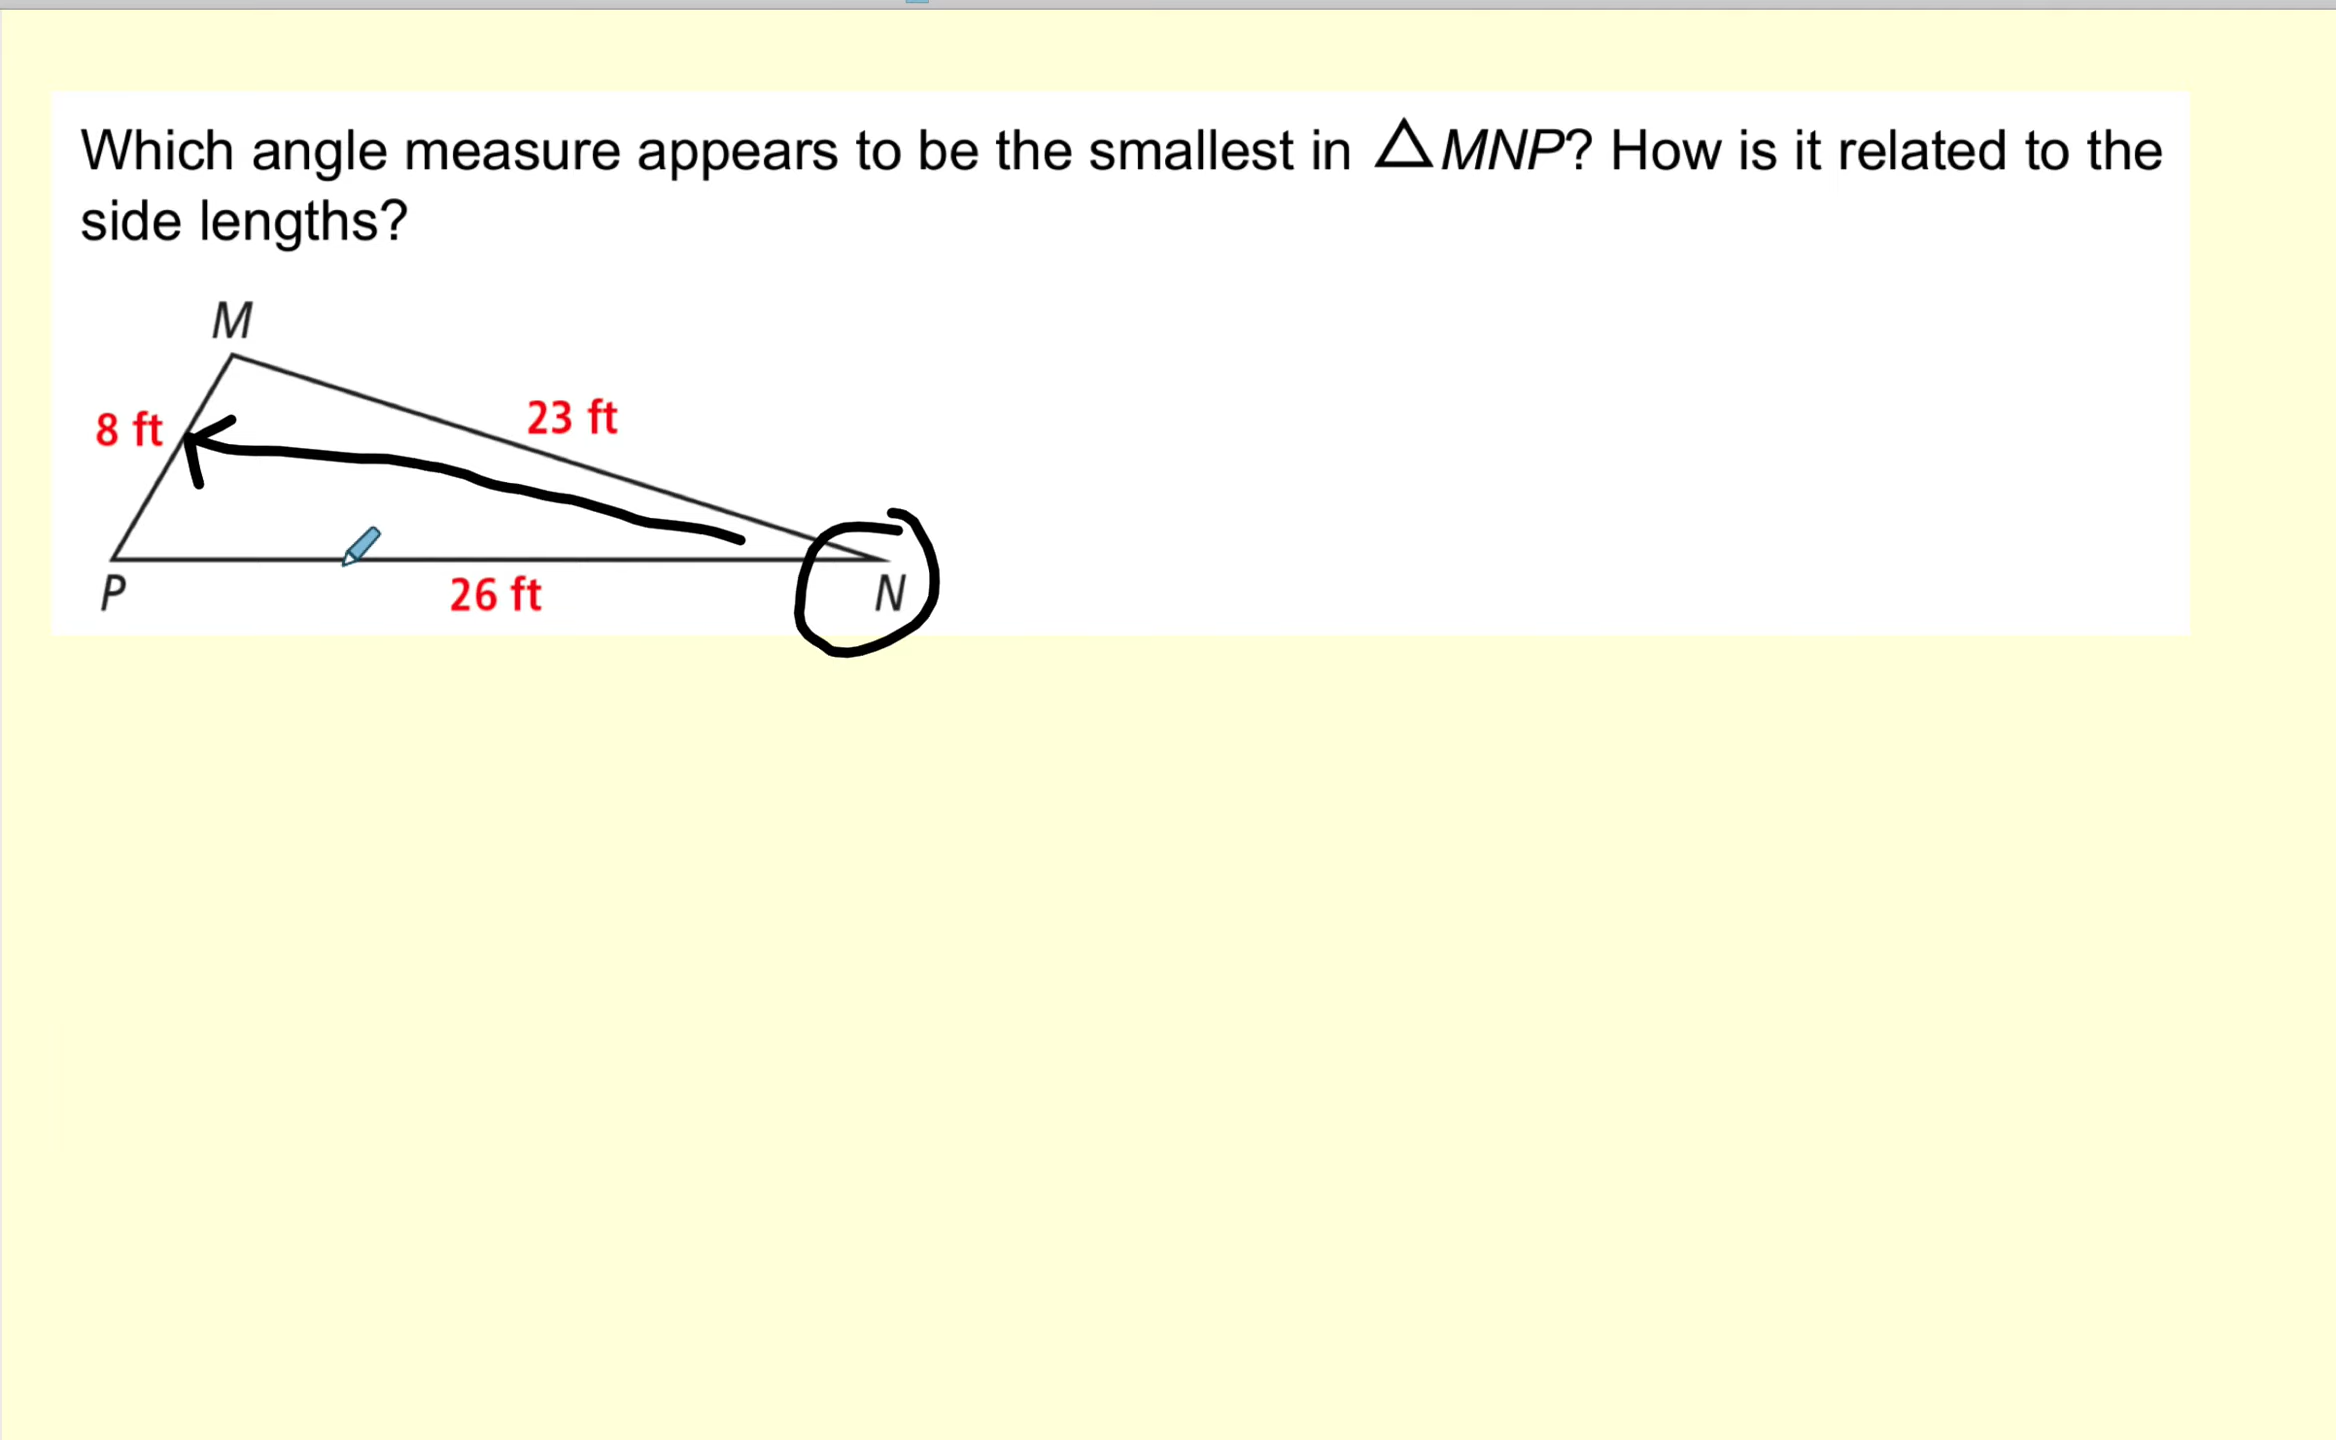 Which angle measure appears to be the smallest in △MNP? How is it related to the
side lengths?
M
8 ft
23 ft
P
26 ft
N